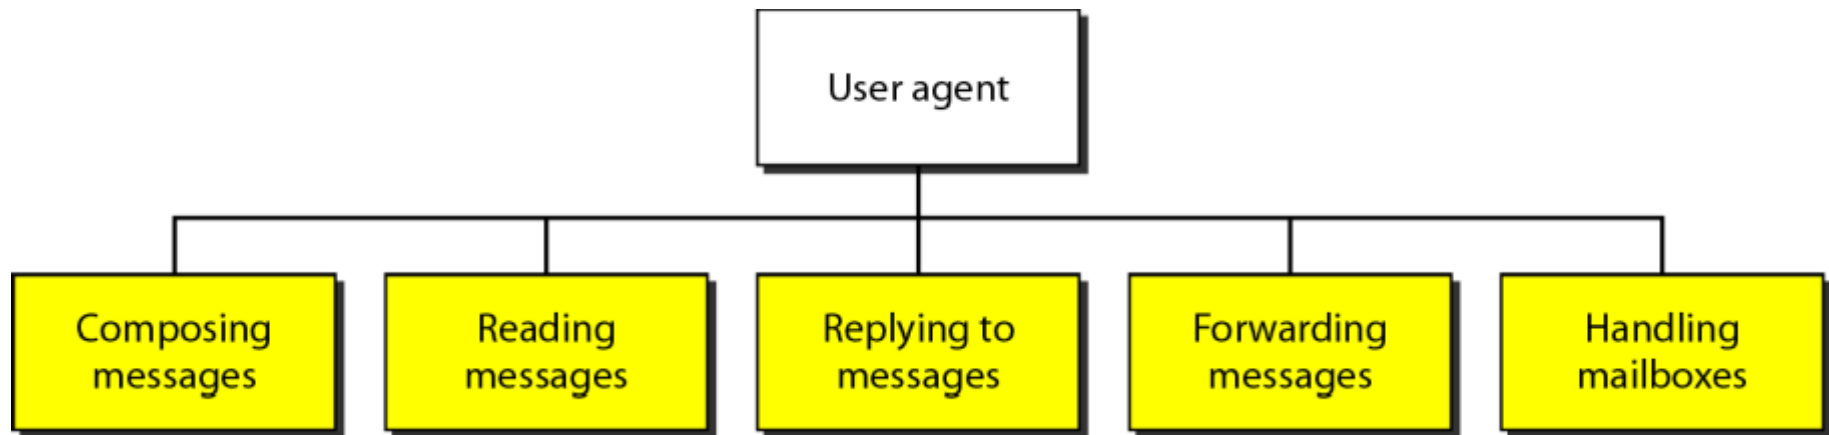 User agent
Composing
messages
Reading
messages
Replying to
messages
Forwarding
messages
Handling
mailboxes